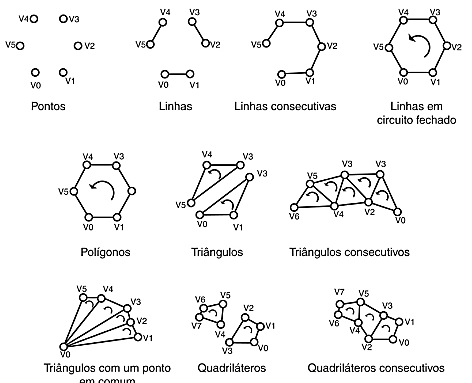 V4 V3
V5 V2
V0 V1
Pontos
V4 V3
V5 V2
V0 V1
Linhas
V4 V3
V5 V2
V0 V1
Linhas consecutivas
V4 V3
V5 V2
V0 V1
Linhas em
circuito fechado
V4 V3
V5
V0 V1
Polígonos
V4 V3
V3
V5
V0 V1
Triângulos
V3 V3
V5
V6 V4 V2 V0
Triângulos consecutivos
V5 V4
V3
V2
V1
V0
Triângulos com um ponto
em comum
V6 V5
V7 V4
V2
V1
V3 V0
Quadriláteros
V7 V5
V3
V6 V4 V1
V2 V0
Quadriláteros consecutivos